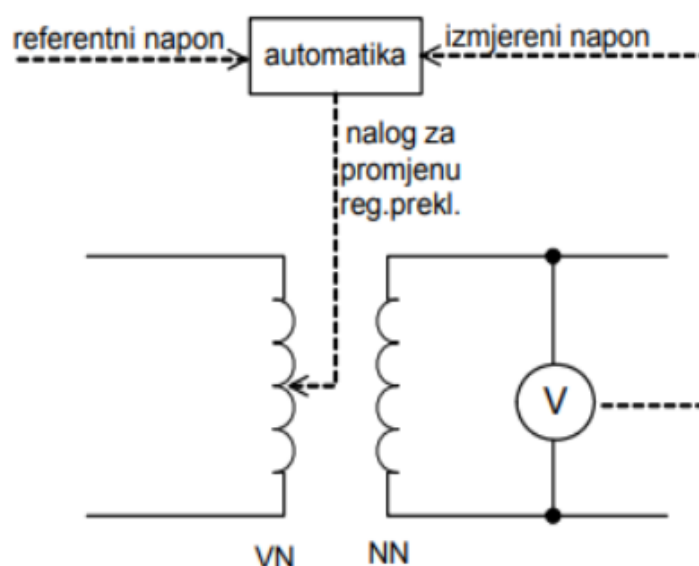 referentni napon
automatika
izmjereni napon
nalog za
promjenu
reg.prekl.
V
VN
NN